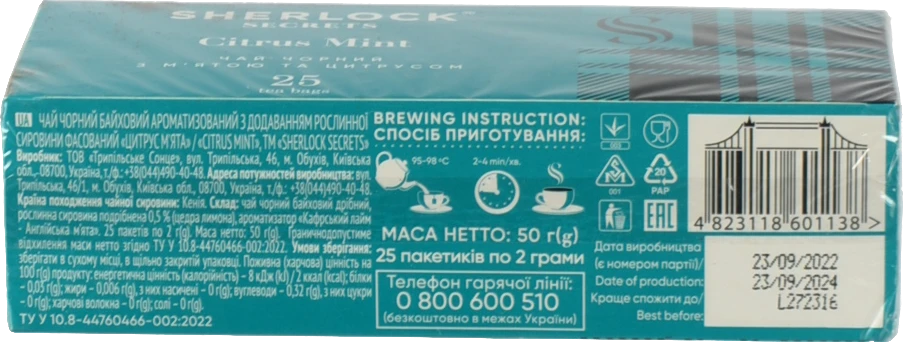 SHERLOCK®
SECRETS
Citrus Mint
ЧАЙ ЧОРНИЙ
З М'ЯТОЮ ТА ЦИТРУСОМ
25
tea bags
UA ЧАЙ ЧОРНИЙ БАЙХОВИЙ АРОМАТИЗОВАНИЙ З ДОДАВАННЯМ РОСЛИННОЇ
СИРОВИНИ ФАСОВАНИЙ «ЦИТРУС М'ЯТА» / «CITRUS MINT», ТМ «SHERLOCK SECRETS»
Виробник: ТОВ «Трипільське Сонце», вул. Трипільська, 46, м. Обухів, Київська
обл., 08700, Україна, т./ф.: +38(044)490-40-48. Адреса потужностей виробництва: вул.
Трипільська, 46/1, м. Обухів, Київська обл., 08700, Україна, т./ф.: +38(044)490-40-48.
Країна походження чайної сировини: Кенія. Склад: чай чорний байховий дрібний,
рослинна сировина подрібнена 0,5 % (цедра лимона), ароматизатор «Кафрський лайм
- Англійська м'ята». 25 пакетів по 2 г(g). Маса нетто: 50 г(g). Граничнодопустиме
відхилення маси нетто згідно ТУ У 10.8-44760466-002:2022. Умови зберігання:
зберігати в сухому місці, в щільно закритій упаковці. Поживна (харчова) цінність на
100 г(g) продукту: енергетична цінність (калорійність) - 8 кДж (kJ) / 2 kkal (kcal); білки
- 0,03 г(g); жири - 0,006 г(g), з них насичені - 0 г(g); вуглеводи - 0,32 г(g), з них цукри
- 0 г(g); харчові волокна - 0 г(g); солі - 0 г(g).
ТУ У 10.8-44760466-002:2022
BREWING INSTRUCTION:
СПОСІБ ПРИГОТУВАННЯ:
95-98 °C
2-4 min/хв.
МАСА НЕТТО: 50 г(g)
25 пакетиків по 2 грами
Телефон гарячої лінії:
0 800 600 510
(безкоштовно в межах України)
001
20
PAP
EAC
4 823118 601138 >
Дата виробництва
(є номером партії)/
Date of production:
Краще спожити до/
Best before:
23/09/2022
23/09/2024
L272316